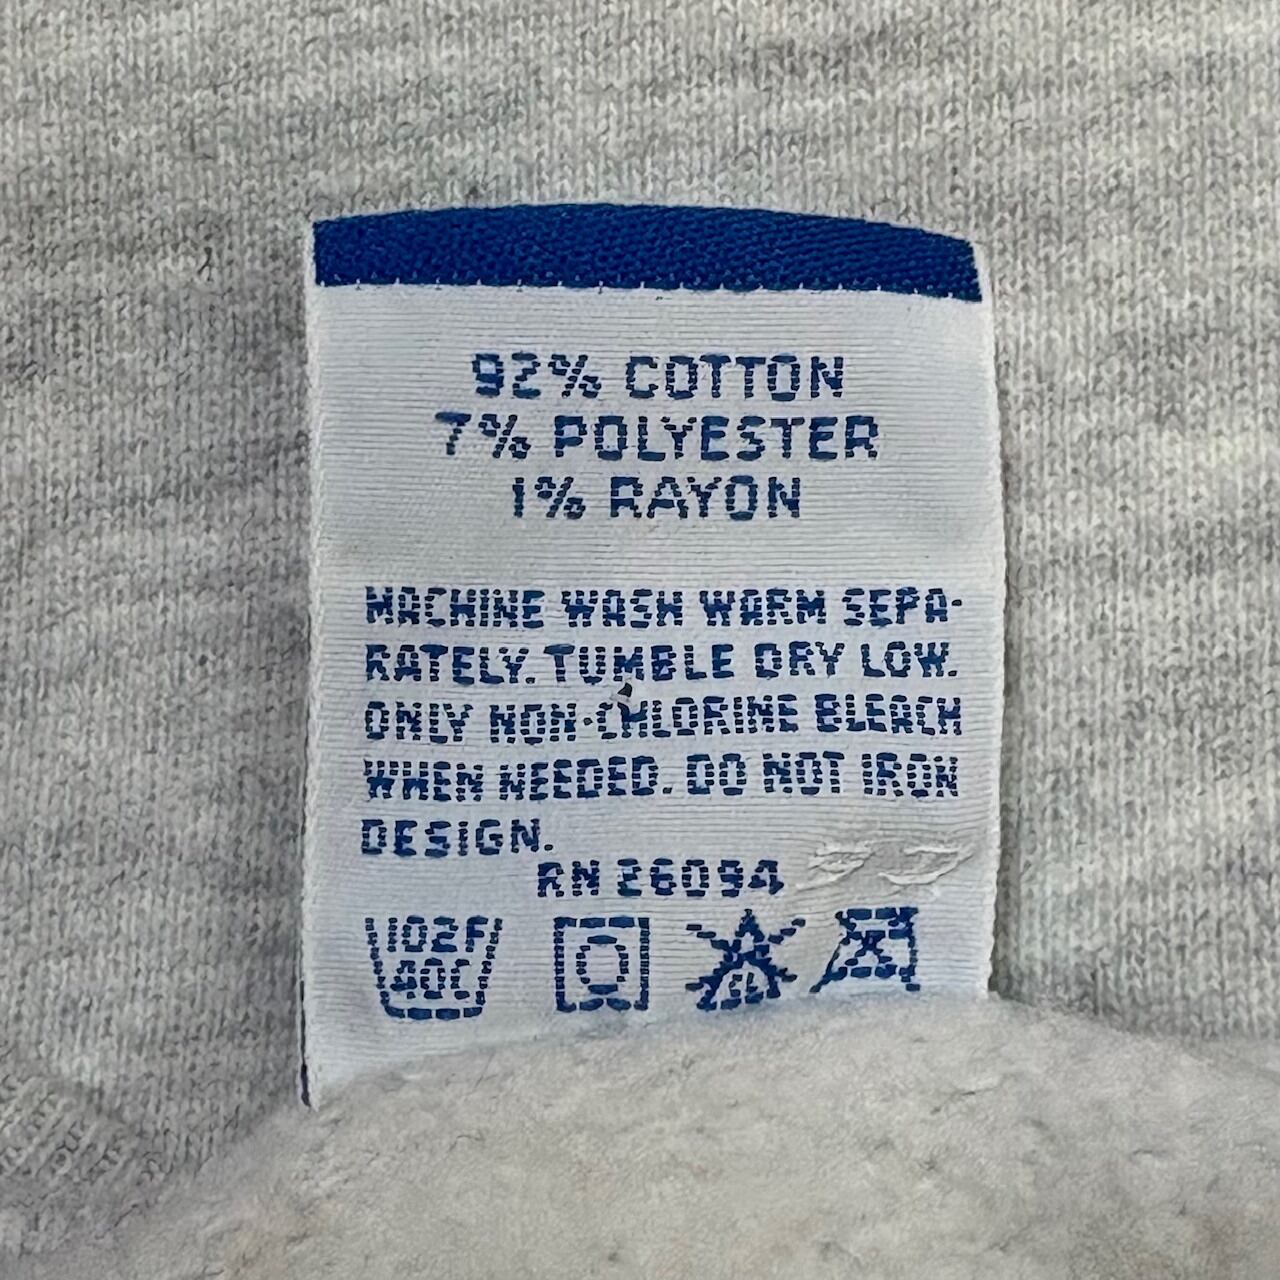 92% COTTON
7% POLYESTER
1% RAYON
MACHINE WASH WARM SEPA-
RATELY. TUMBLE DRY LOW.
ONLY NON-CHLORINE BLEACH
WHEN NEEDED. DO NOT IRON
DESIGN.
RN 26094
102F
40C